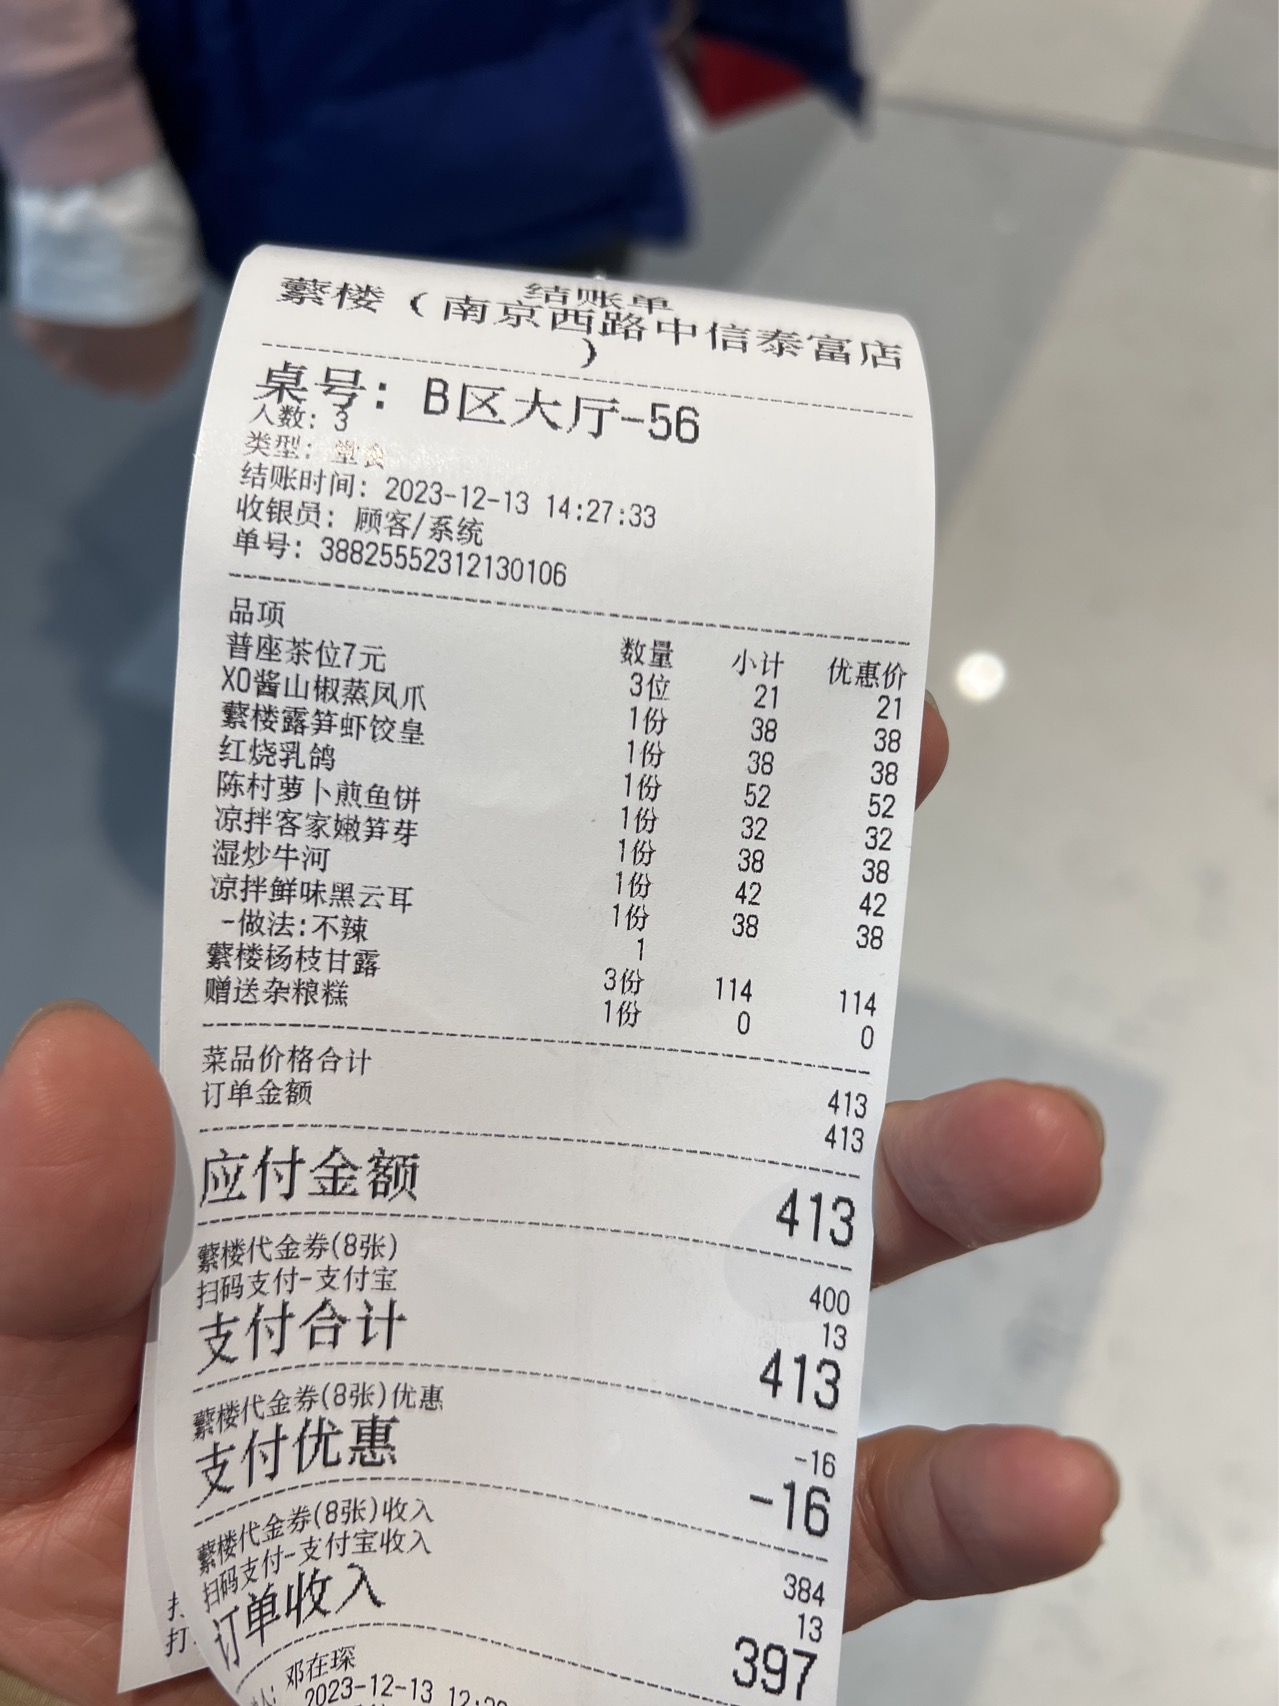 结账单
蘩楼（南京西路中信泰富店
）
桌号: B区大厅-56
人数: 3
类型: 堂食
结账时间: 2023-12-13 14:27:33
收银员: 顾客/系统
单号: 38825552312130106
品项 数量 小计 优惠价
普座茶位7元 3位 21 21
XO酱山椒蒸凤爪 1份 38 38
蘩楼露笋虾饺皇 1份 38 38
红烧乳鸽 1份 52 52
陈村萝卜煎鱼饼 1份 32 32
凉拌客家嫩笋芽 1份 38 38
湿炒牛河 1份 42 42
凉拌鲜味黑云耳 1份 38 38
-做法:不辣 1
蘩楼杨枝甘露 3份 114 114
赠送杂粮糕 1份 0 0
菜品价格合计 413
订单金额 413
应付金额 413
蘩楼代金券(8张) 400
扫码支付-支付宝 13
支付合计 413
蘩楼代金券(8张)优惠 -16
支付优惠 -16
蘩楼代金券(8张)收入 384
扫码支付-支付宝收入 13
订单收入 397
人: 邓在琛
2023-12-13 12:
打